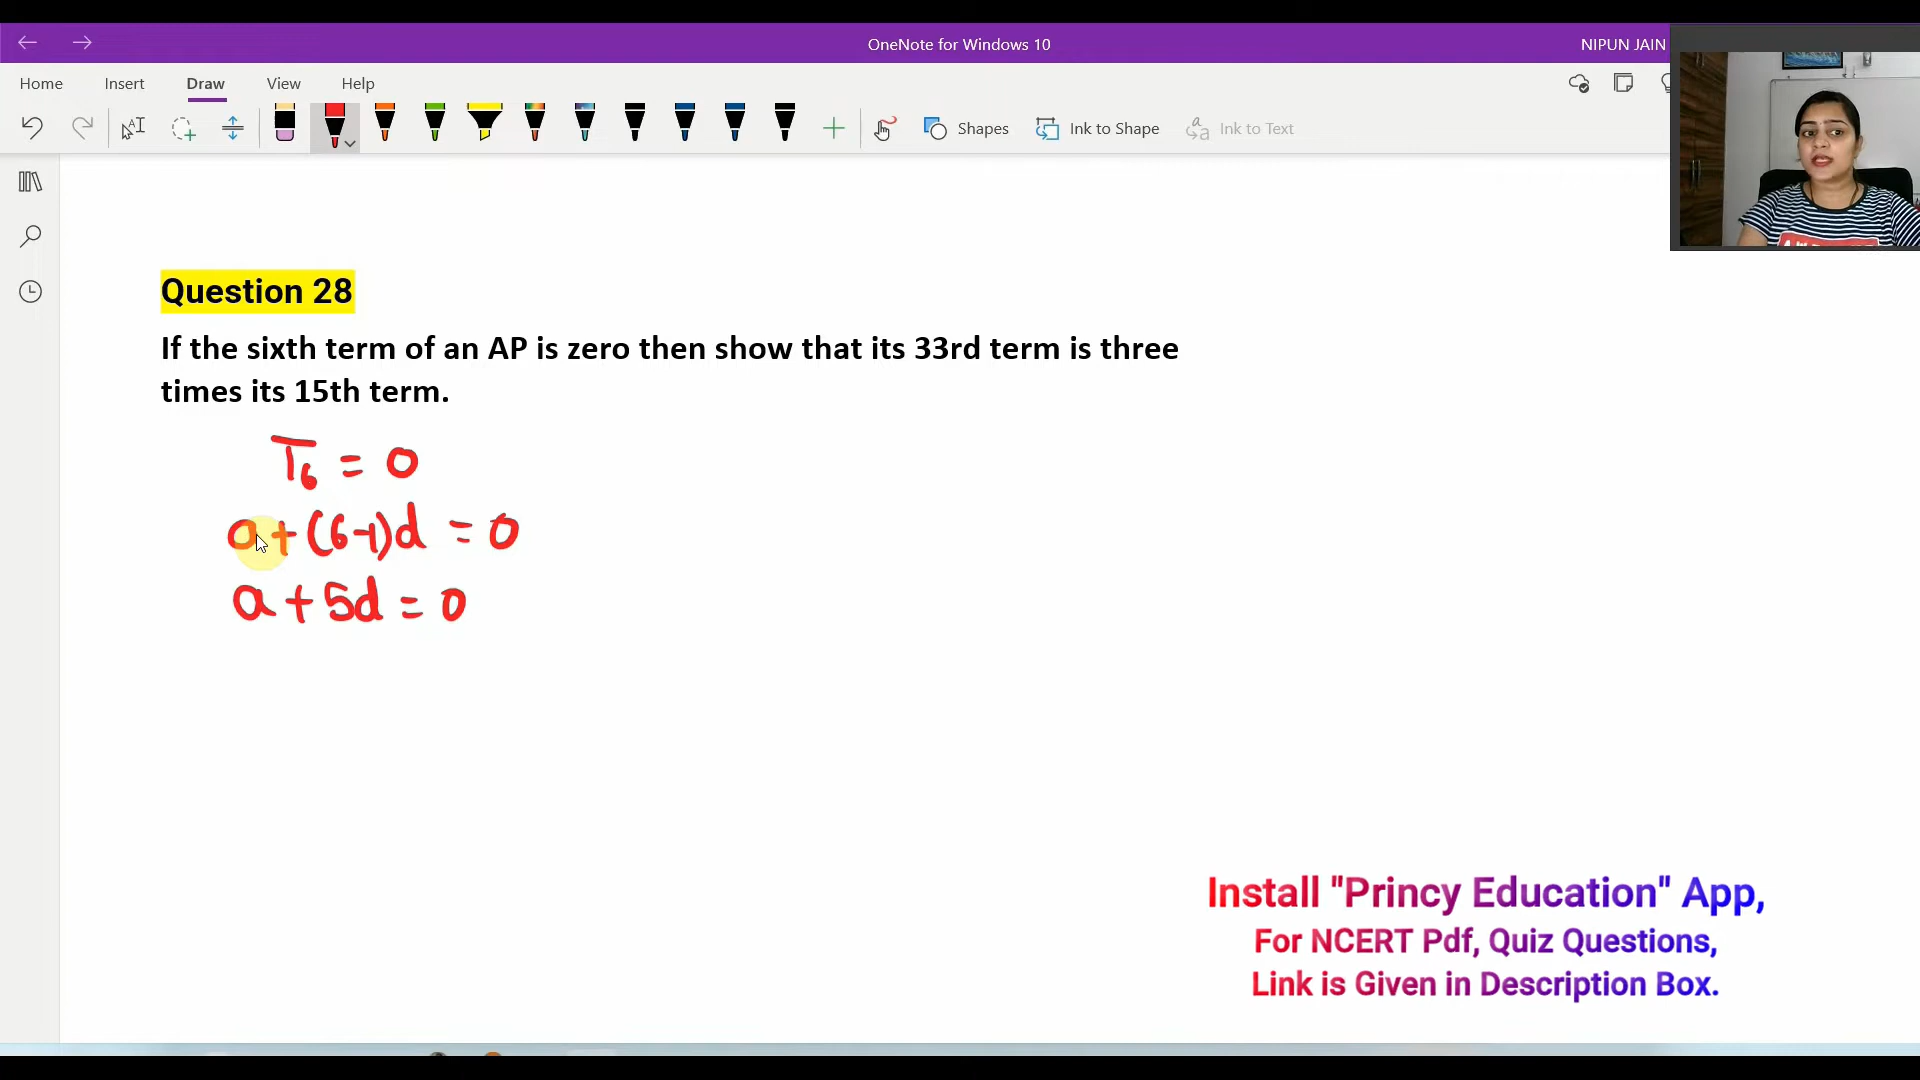 OneNote for Windows 10
NIPUN JAIN
Home Insert Draw View Help
Shapes Ink to Shape Ink to Text
Question 28
If the sixth term of an AP is zero then show that its 33rd term is three
times its 15th term.
T6 = 0
a+(6-1)d = 0
a + 5d = 0
Install "Princy Education" App,
For NCERT Pdf, Quiz Questions,
Link is Given in Description Box.